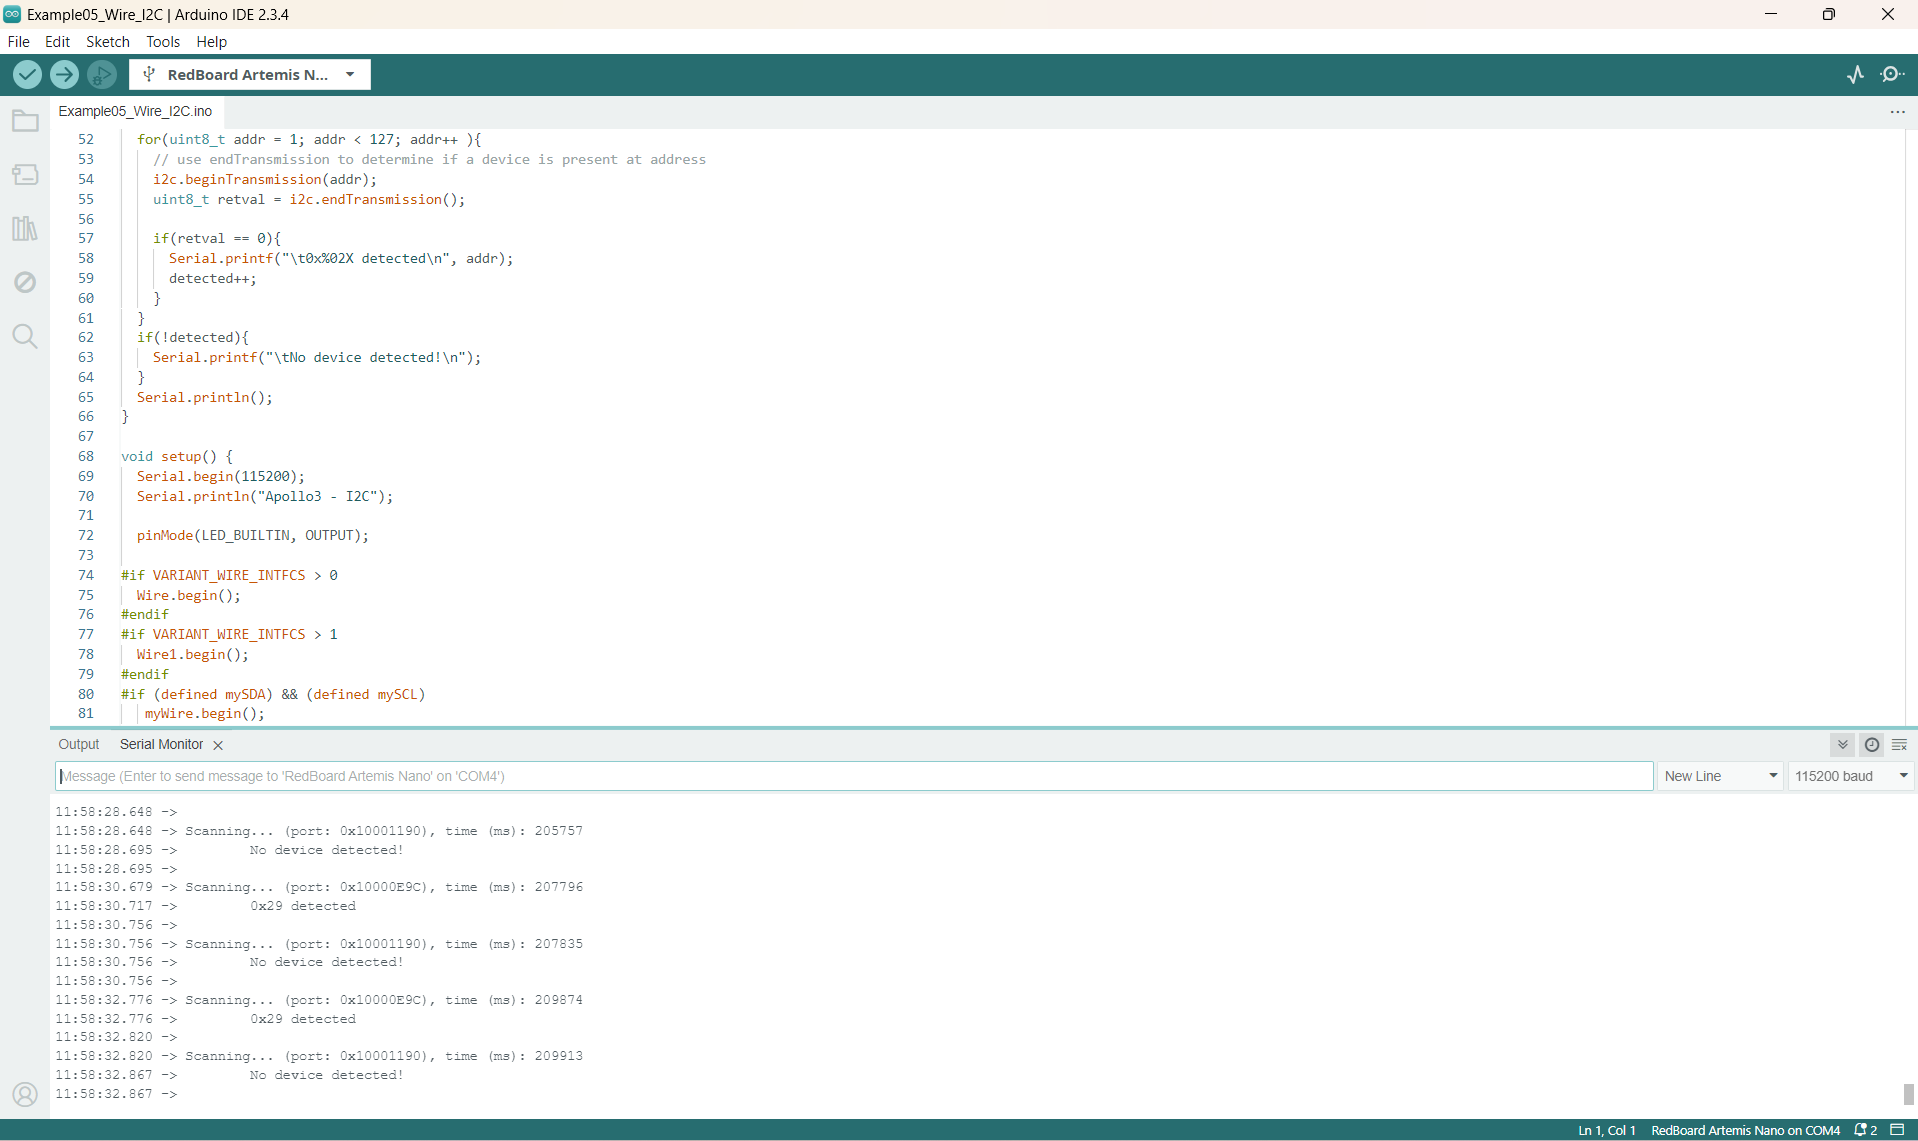 Example05_Wire_I2C | Arduino IDE 2.3.4
File Edit Sketch Tools Help
RedBoard Artemis N...
Example05_Wire_I2C.ino
52 for(uint8_t addr = 1; addr < 127; addr++ ){
53 // use endTransmission to determine if a device is present at address
54 i2c.beginTransmission(addr);
55 uint8_t retval = i2c.endTransmission();
56
57 if(retval == 0){
58 Serial.printf("\t0x%02X detected\n", addr);
59 detected++;
60 }
61 }
62 if(!detected){
63 Serial.printf("\tNo device detected!\n");
64 }
65 Serial.println();
66 }
67
68 void setup() {
69 Serial.begin(115200);
70 Serial.println("Apollo3 - I2C");
71
72 pinMode(LED_BUILTIN, OUTPUT);
73
74 #if VARIANT_WIRE_INTFCS > 0
75 Wire.begin();
76 #endif
77 #if VARIANT_WIRE_INTFCS > 1
78 Wire1.begin();
79 #endif
80 #if (defined mySDA) && (defined mySCL)
81 myWire.begin();
Output Serial Monitor
Message (Enter to send message to 'RedBoard Artemis Nano' on 'COM4') New Line 115200 baud
11:58:28.648 ->
11:58:28.648 -> Scanning... (port: 0x10001190), time (ms): 205757
11:58:28.695 -> No device detected!
11:58:28.695 ->
11:58:30.679 -> Scanning... (port: 0x10000E9C), time (ms): 207796
11:58:30.717 -> 0x29 detected
11:58:30.756 ->
11:58:30.756 -> Scanning... (port: 0x10001190), time (ms): 207835
11:58:30.756 -> No device detected!
11:58:30.756 ->
11:58:32.776 -> Scanning... (port: 0x10000E9C), time (ms): 209874
11:58:32.776 -> 0x29 detected
11:58:32.820 ->
11:58:32.820 -> Scanning... (port: 0x10001190), time (ms): 209913
11:58:32.867 -> No device detected!
11:58:32.867 ->
Ln 1, Col 1 RedBoard Artemis Nano on COM4 2